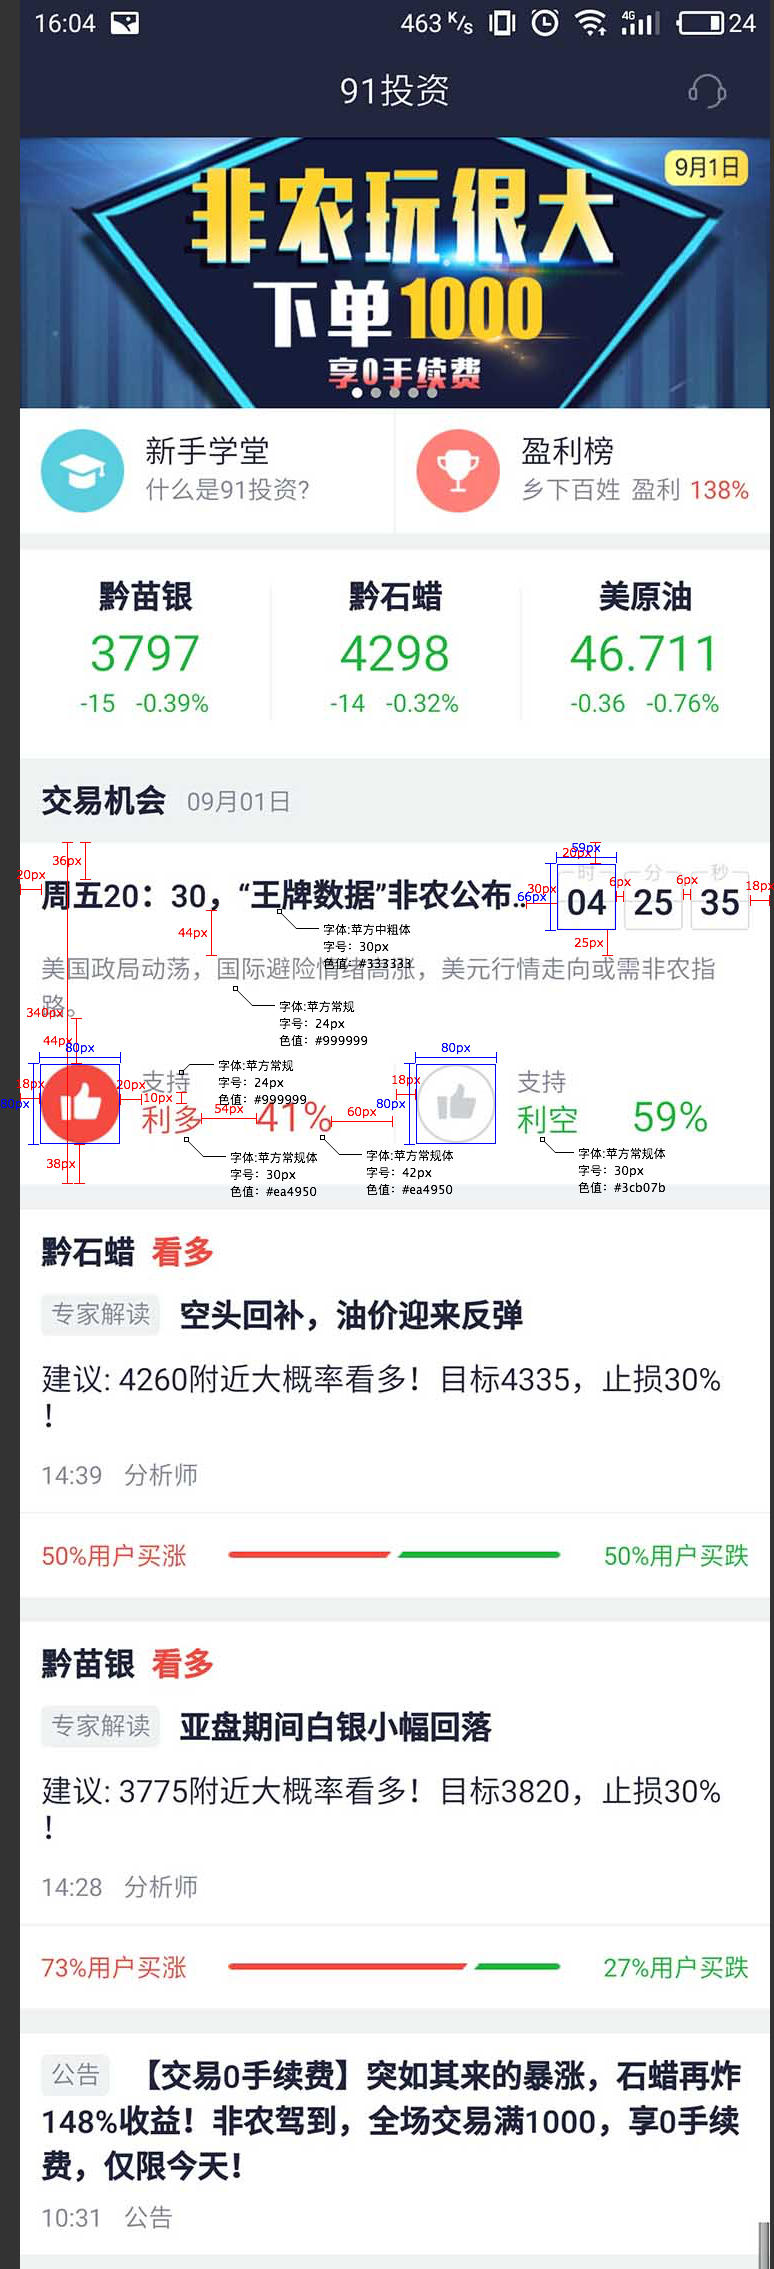 16:04 463 K/s 4G 24
91投资
9月1日
非农玩很大
下单1000
享0手续费
新手学堂
什么是91投资?
盈利榜
乡下百姓 盈利 138%
黔苗银 黔石蜡 美原油
3797 4298 46.711
-15 -0.39% -14 -0.32% -0.36 -0.76%
交易机会 09月01日
36px
20px
59px
20px
时 分 秒
周五20：30，“王牌数据”非农公布..
30px
66px
04 25 35
6px
6px
18px
44px
25px
字体:苹方中粗体
字号：30px
色值：#333333
美国政局动荡，国际避险情绪高涨，美元行情走向或需非农指
路。
字体:苹方常规
字号：24px
色值：#999999
340px
44px
80px
80px
18px
80px
20px
支持
10px
字体:苹方常规
字号：24px
色值：#999999
利多
54px
41%
60px
18px
80px
支持
利空 59%
38px
字体:苹方常规体
字号：30px
色值：#ea4950
字体:苹方常规体
字号：42px
色值：#ea4950
字体:苹方常规体
字号：30px
色值：#3cb07b
黔石蜡 看多
专家解读 空头回补，油价迎来反弹
建议: 4260附近大概率看多！目标4335，止损30%
！
14:39 分析师
50%用户买涨 50%用户买跌
黔苗银 看多
专家解读 亚盘期间白银小幅回落
建议: 3775附近大概率看多！目标3820，止损30%
！
14:28 分析师
73%用户买涨 27%用户买跌
公告 【交易0手续费】突如其来的暴涨，石蜡再炸
148%收益！非农驾到，全场交易满1000，享0手续
费，仅限今天！
10:31 公告